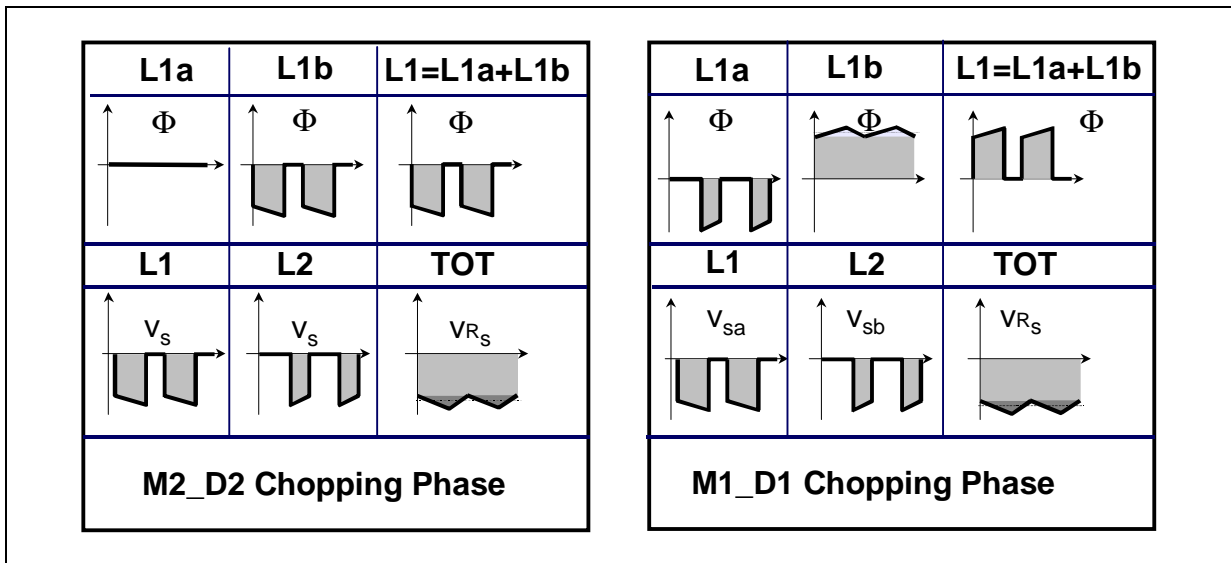 L1a L1b L1=L1a+L1b
Φ Φ Φ
L1 L2 TOT
Vs Vs VRs
M2_D2 Chopping Phase
L1a L1b L1=L1a+L1b
Φ Φ Φ
L1 L2 TOT
Vsa Vsb VRs
M1_D1 Chopping Phase